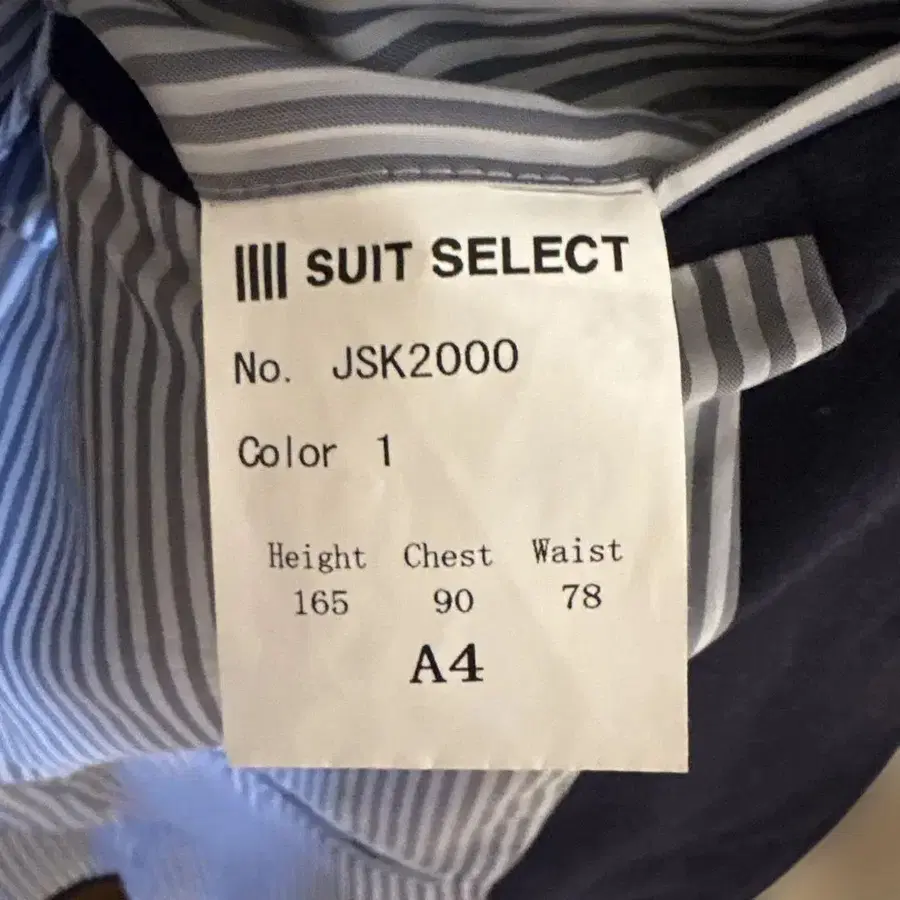 SUIT SELECT
No. JSK2000
Color 1
Height Chest Waist
165 90 78
A4